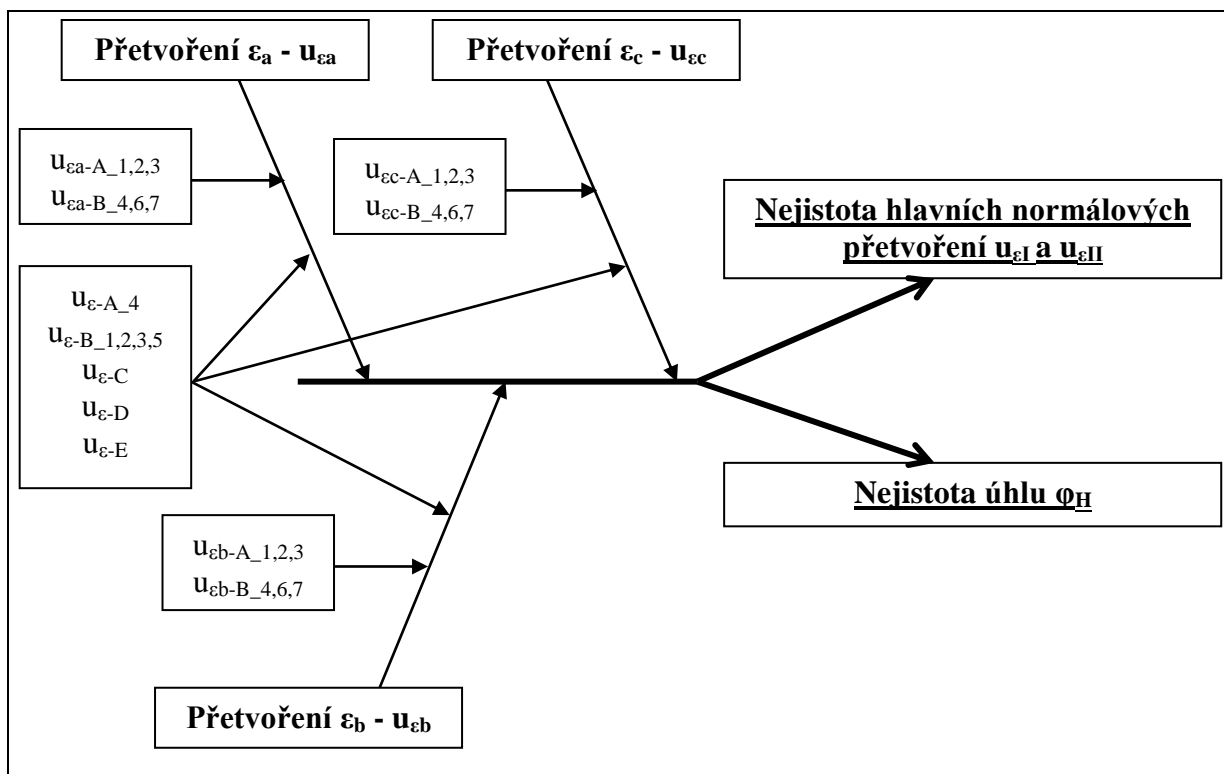 Přetvoření εa - uεa
Přetvoření εc - uεc
uεa-A_1,2,3
uεa-B_4,6,7
uεc-A_1,2,3
uεc-B_4,6,7
Nejistota hlavních normálových
přetvoření uεI a uεII
uε-A_4
uε-B_1,2,3,5
uε-C
uε-D
uε-E
Nejistota úhlu φH
uεb-A_1,2,3
uεb-B_4,6,7
Přetvoření εb - uεb